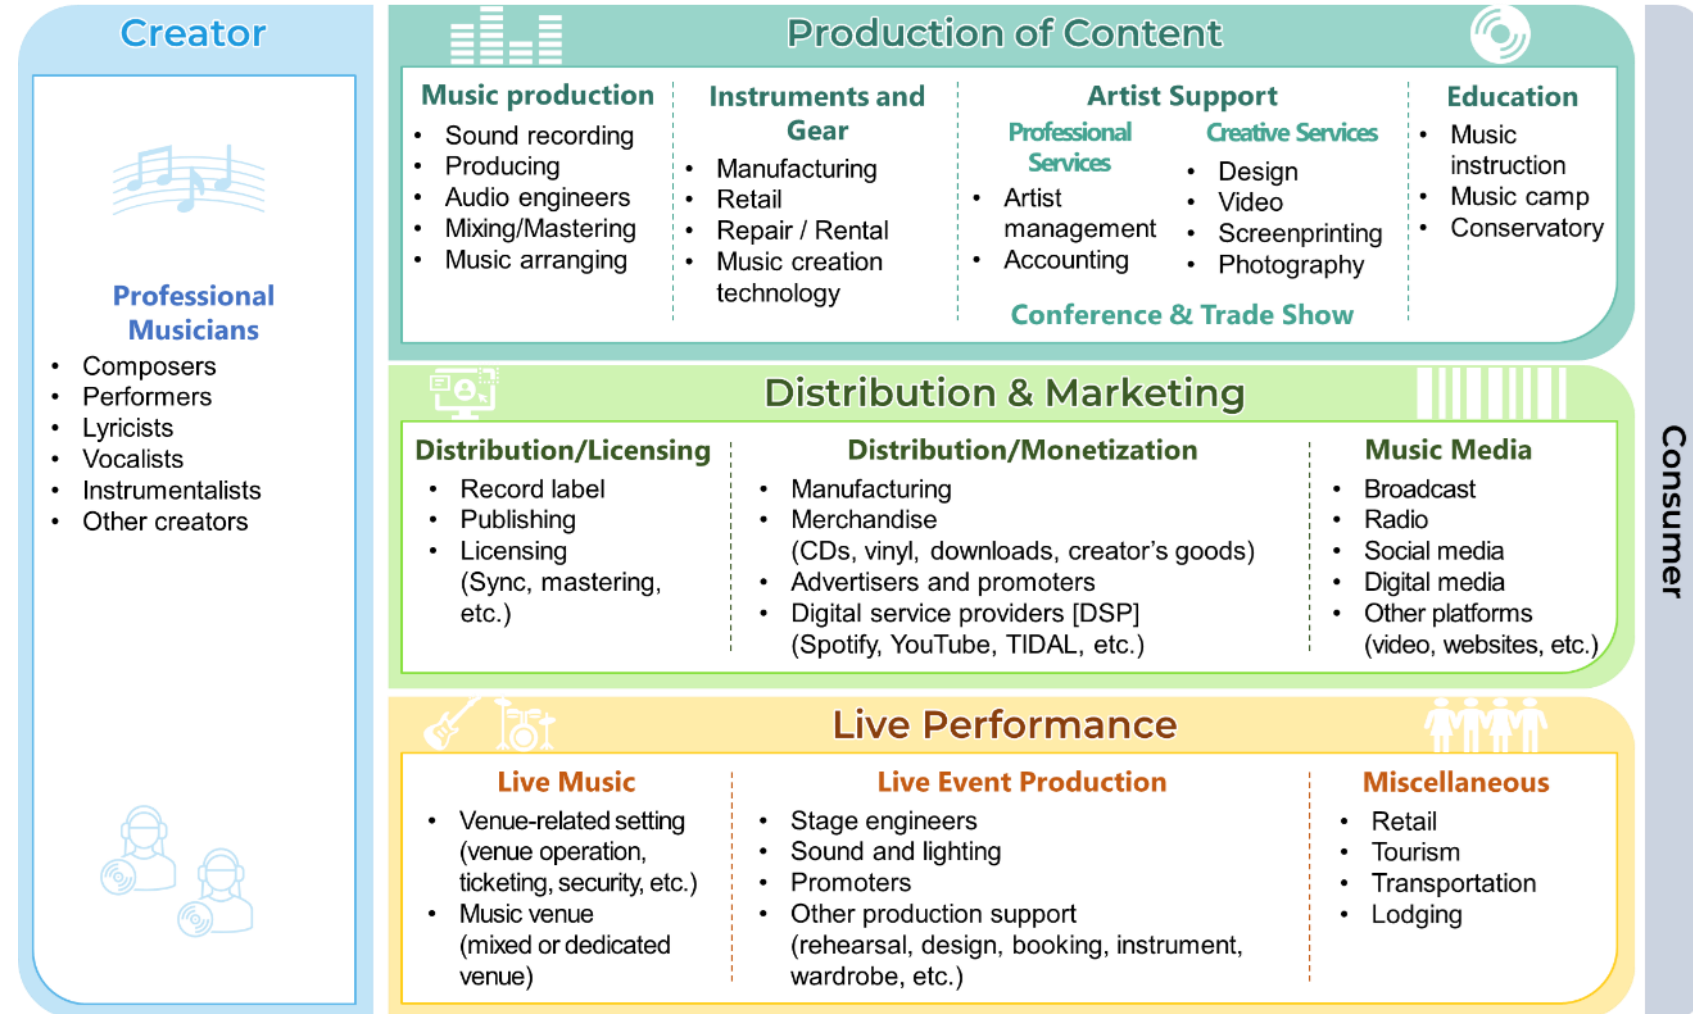 Creator
Professional
Musicians
• Composers
• Performers
• Lyricists
• Vocalists
• Instrumentalists
• Other creators
Production of Content
Music production
• Sound recording
• Producing
• Audio engineers
• Mixing/Mastering
• Music arranging
Instruments and
Gear
• Manufacturing
• Retail
• Repair / Rental
• Music creation
technology
Artist Support
Professional
Services
• Artist
management
• Accounting
Creative Services
• Design
• Video
• Screenprinting
• Photography
Conference & Trade Show
Education
• Music
instruction
• Music camp
• Conservatory
Distribution & Marketing
Distribution/Licensing
• Record label
• Publishing
• Licensing
(Sync, mastering,
etc.)
Distribution/Monetization
• Manufacturing
• Merchandise
(CDs, vinyl, downloads, creator’s goods)
• Advertisers and promoters
• Digital service providers [DSP]
(Spotify, YouTube, TIDAL, etc.)
Music Media
• Broadcast
• Radio
• Social media
• Digital media
• Other platforms
(video, websites, etc.)
Live Performance
Live Music
• Venue-related setting
(venue operation,
ticketing, security, etc.)
• Music venue
(mixed or dedicated
venue)
Live Event Production
• Stage engineers
• Sound and lighting
• Promoters
• Other production support
(rehearsal, design, booking, instrument,
wardrobe, etc.)
Miscellaneous
• Retail
• Tourism
• Transportation
• Lodging
Consumer